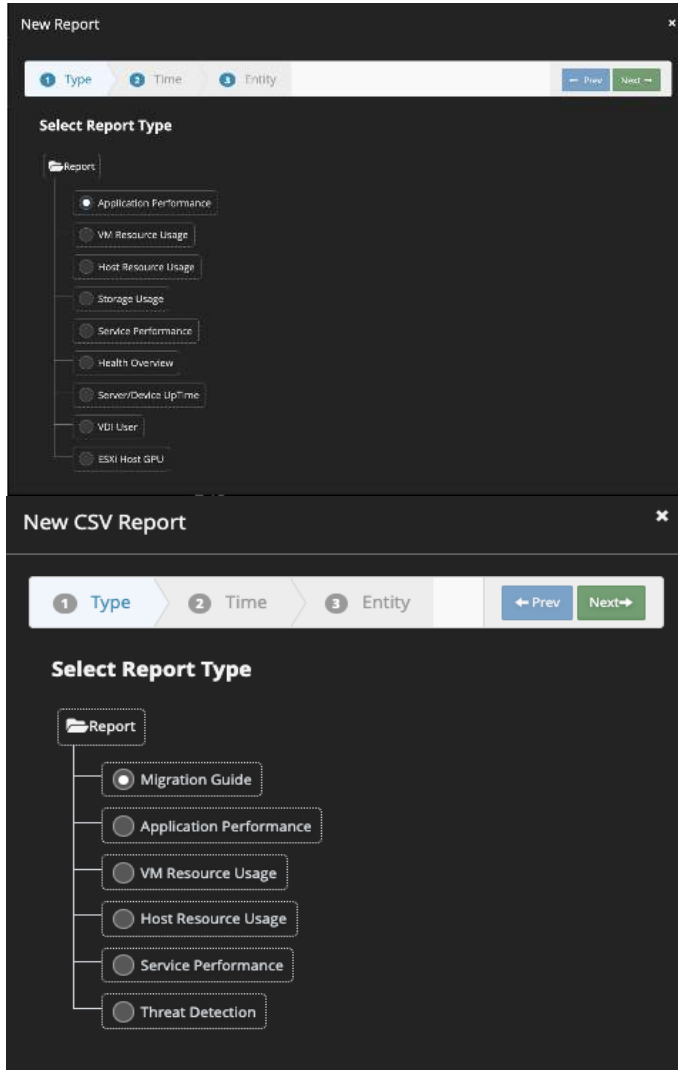 New Report ×
1 Type 2 Time 3 Entity ← Prev Next →
Select Report Type
Report
Application Performance
VM Resource Usage
Host Resource Usage
Storage Usage
Service Performance
Health Overview
Server/Device UpTime
VDI User
ESXi Host GPU
New CSV Report ×
1 Type 2 Time 3 Entity ← Prev Next→
Select Report Type
Report
Migration Guide
Application Performance
VM Resource Usage
Host Resource Usage
Service Performance
Threat Detection